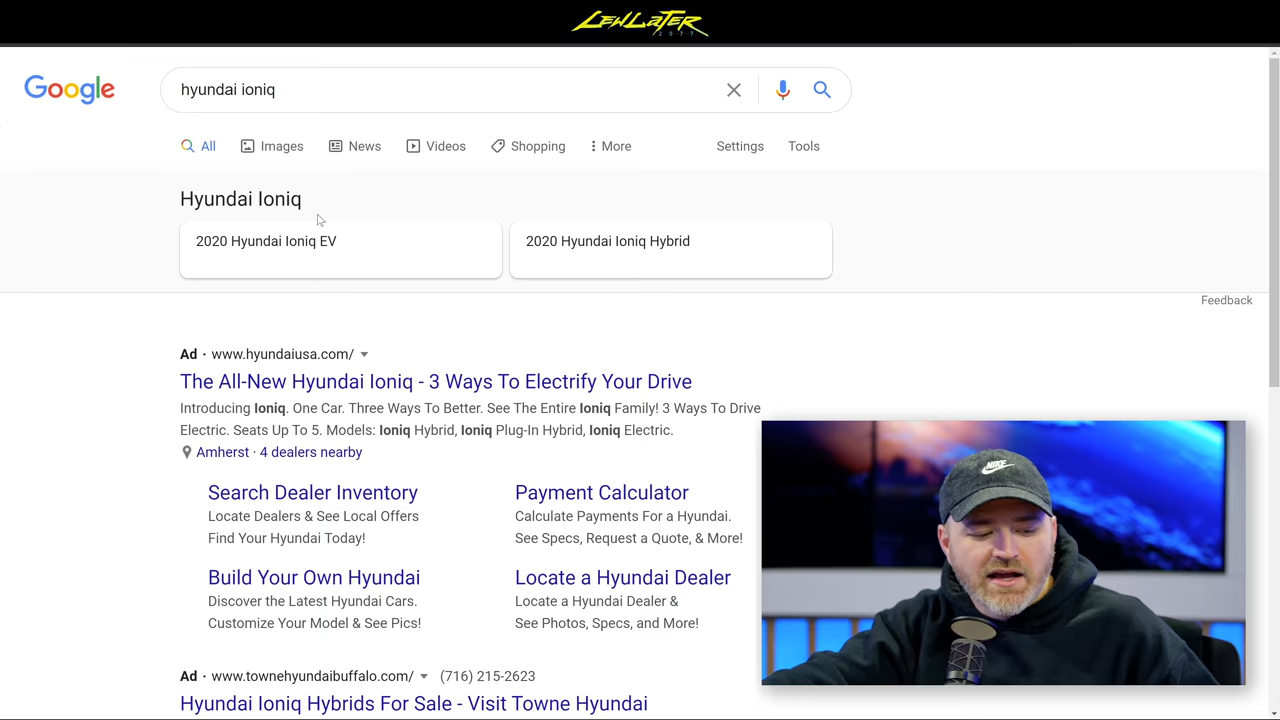 LEWLATER
2077
Google
hyundai ioniq
All Images News Videos Shopping More Settings Tools
Hyundai Ioniq
2020 Hyundai Ioniq EV
2020 Hyundai Ioniq Hybrid
Feedback
Ad · www.hyundaiusa.com/
The All-New Hyundai Ioniq - 3 Ways To Electrify Your Drive
Introducing Ioniq. One Car. Three Ways To Better. See The Entire Ioniq Family! 3 Ways To Drive
Electric. Seats Up To 5. Models: Ioniq Hybrid, Ioniq Plug-In Hybrid, Ioniq Electric.
Amherst · 4 dealers nearby
Search Dealer Inventory
Locate Dealers & See Local Offers
Find Your Hyundai Today!
Payment Calculator
Calculate Payments For a Hyundai.
See Specs, Request a Quote, & More!
Build Your Own Hyundai
Discover the Latest Hyundai Cars.
Customize Your Model & See Pics!
Locate a Hyundai Dealer
Locate a Hyundai Dealer &
See Photos, Specs, and More!
Ad · www.townehyundaibuffalo.com/ (716) 215-2623
Hyundai Ioniq Hybrids For Sale - Visit Towne Hyundai
NIKE